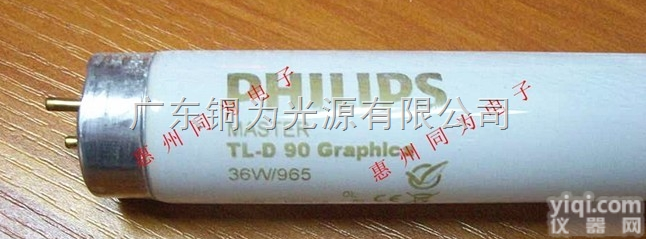 PHILIPS
MASTER
TL-D 90 Graphica
36W/965
CE
广东铜为光源有限公司
惠州同为电子
惠州同为电子
yiqi.com
仪器网